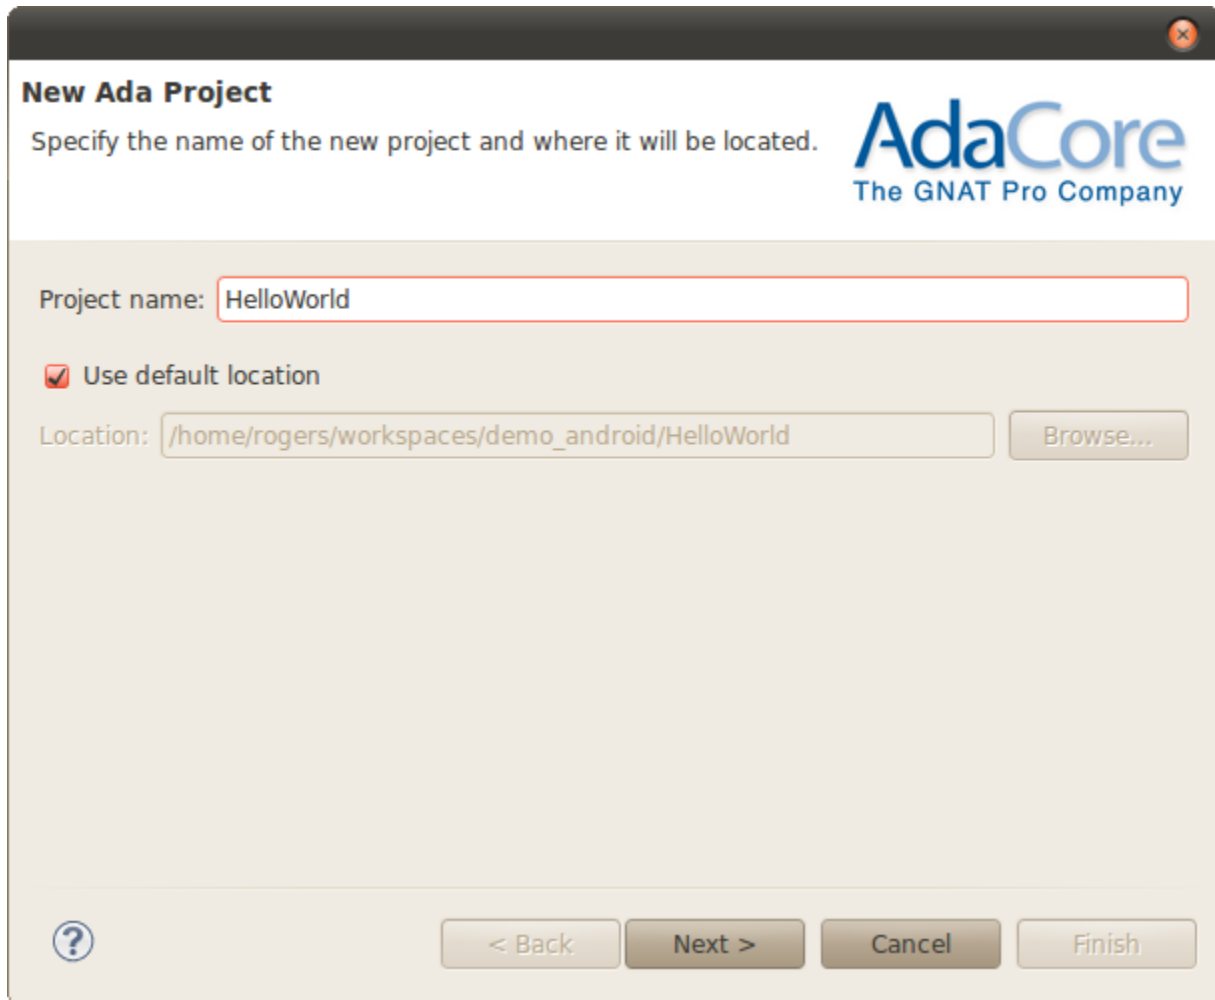 New Ada Project
Specify the name of the new project and where it will be located.
AdaCore
The GNAT Pro Company
Project name: HelloWorld
Use default location
Location: /home/rogers/workspaces/demo_android/HelloWorld Browse...
? < Back Next > Cancel Finish